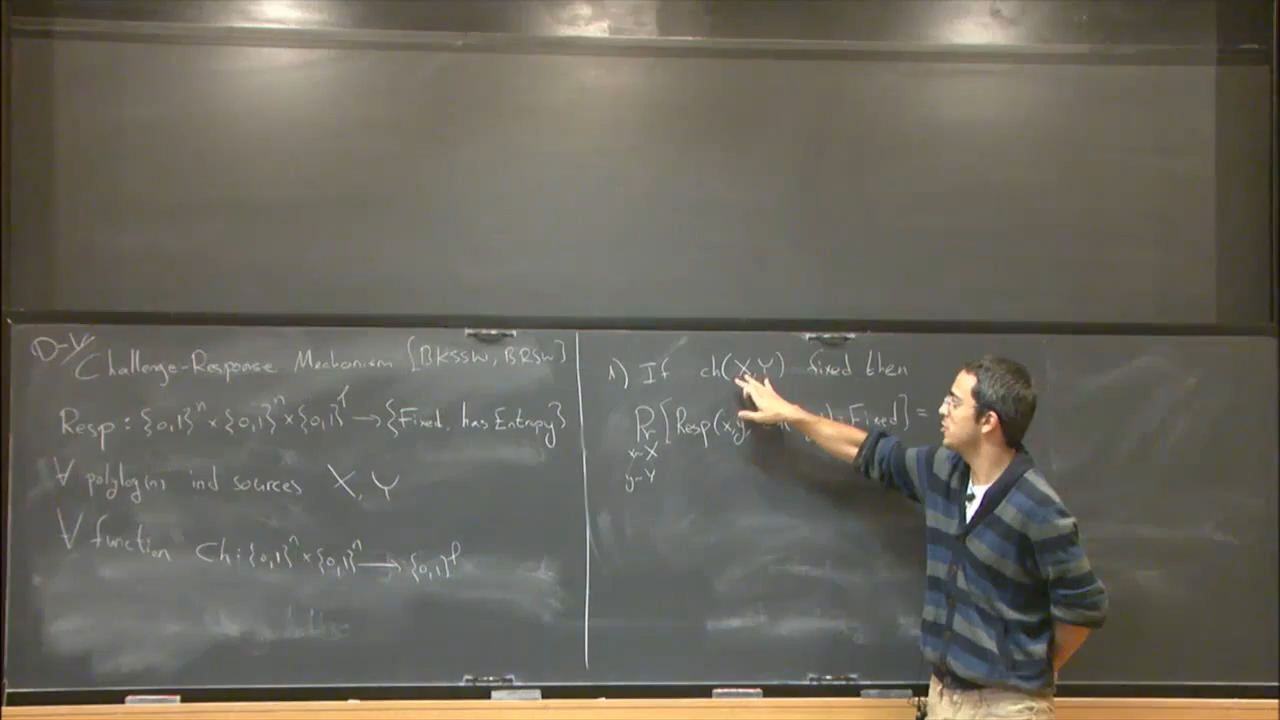 Challenge-Response Mechanism [BKSSW, BRSW]
Resp : {0,1}ⁿ × {0,1}ⁿ × {0,1}ˡ → {Fixed, has Entropy}
∀ polylog(n) ind sources X, Y
∀ function Ch : {0,1}ⁿ × {0,1}ⁿ → {0,1}ˡ
1) If ch(X,Y) fixed then
Pr [Resp(x,y, = Fixed] =
x~X
y~Y